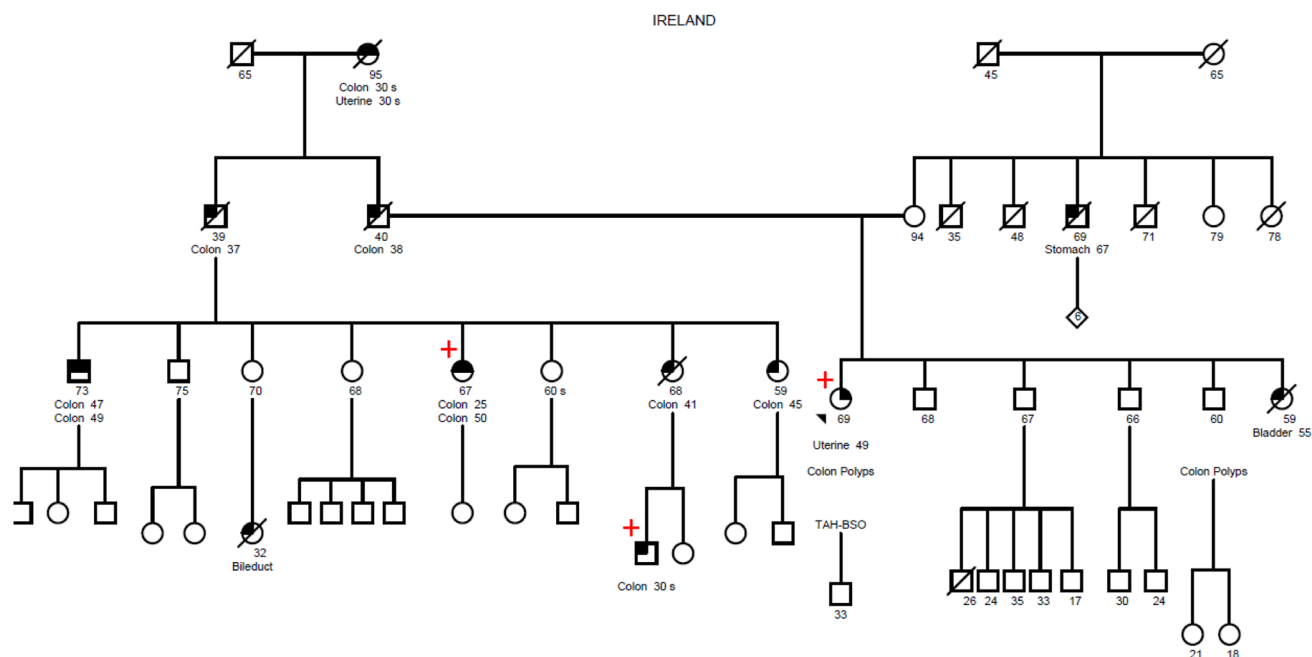 IRELAND
65
95
Colon 30 s
Uterine 30 s
45
65
39
Colon 37
40
Colon 38
94
35
48
69
Stomach 67
71
79
78
6
73
Colon 47
Colon 49
75
70
68
67
Colon 25
Colon 50
60 s
68
Colon 41
59
Colon 45
69
Uterine 49
Colon Polyps
TAH-BSO
68
67
66
60
Colon Polyps
59
Bladder 55
32
Bileduct
Colon 30 s
33
26
24
35
33
17
30
24
21
18